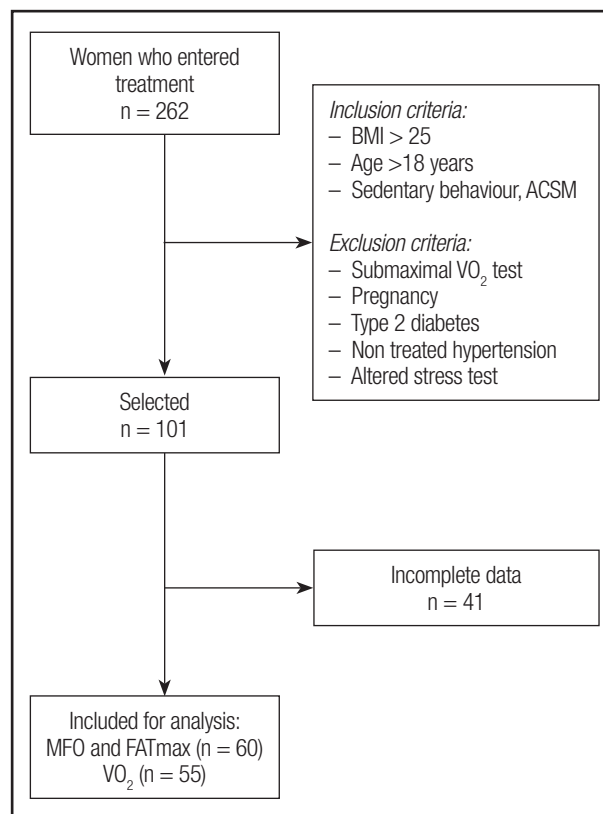 Women who entered
treatment
n = 262
Inclusion criteria:
– BMI > 25
– Age >18 years
– Sedentary behaviour, ACSM
Exclusion criteria:
– Submaximal VO₂ test
– Pregnancy
– Type 2 diabetes
– Non treated hypertension
– Altered stress test
Selected
n = 101
Incomplete data
n = 41
Included for analysis:
MFO and FATmax (n = 60)
VO₂ (n = 55)